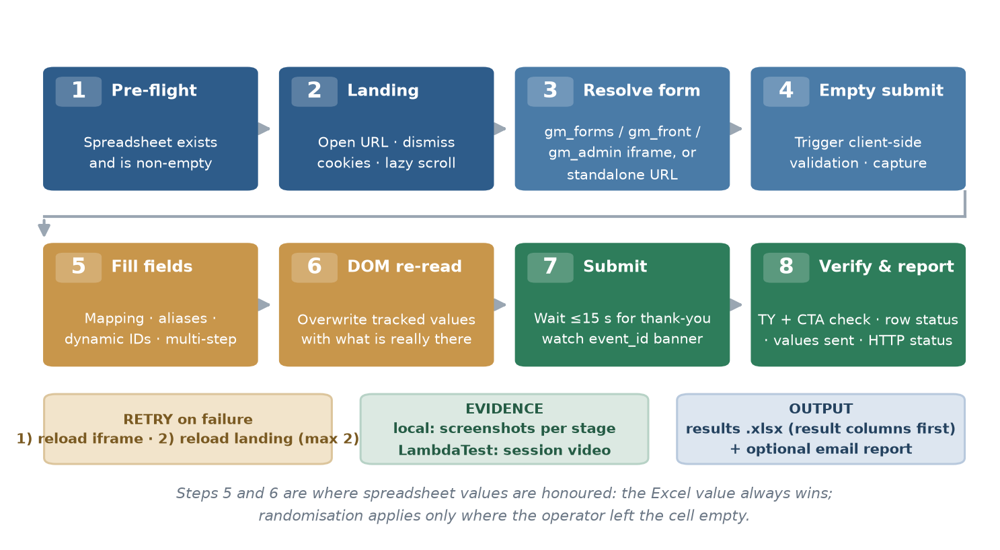 1 Pre-flight
Spreadsheet exists
and is non-empty
2 Landing
Open URL · dismiss
cookies · lazy scroll
3 Resolve form
gm_forms / gm_front /
gm_admin iframe, or
standalone URL
4 Empty submit
Trigger client-side
validation · capture
5 Fill fields
Mapping · aliases ·
dynamic IDs · multi-step
6 DOM re-read
Overwrite tracked values
with what is really there
7 Submit
Wait ≤15 s for thank-you
watch event_id banner
8 Verify & report
TY + CTA check · row status
· values sent · HTTP status
RETRY on failure
1) reload iframe · 2) reload landing (max 2)
EVIDENCE
local: screenshots per stage
LambdaTest: session video
OUTPUT
results .xlsx (result columns first)
+ optional email report
Steps 5 and 6 are where spreadsheet values are honoured: the Excel value always wins;
randomisation applies only where the operator left the cell empty.